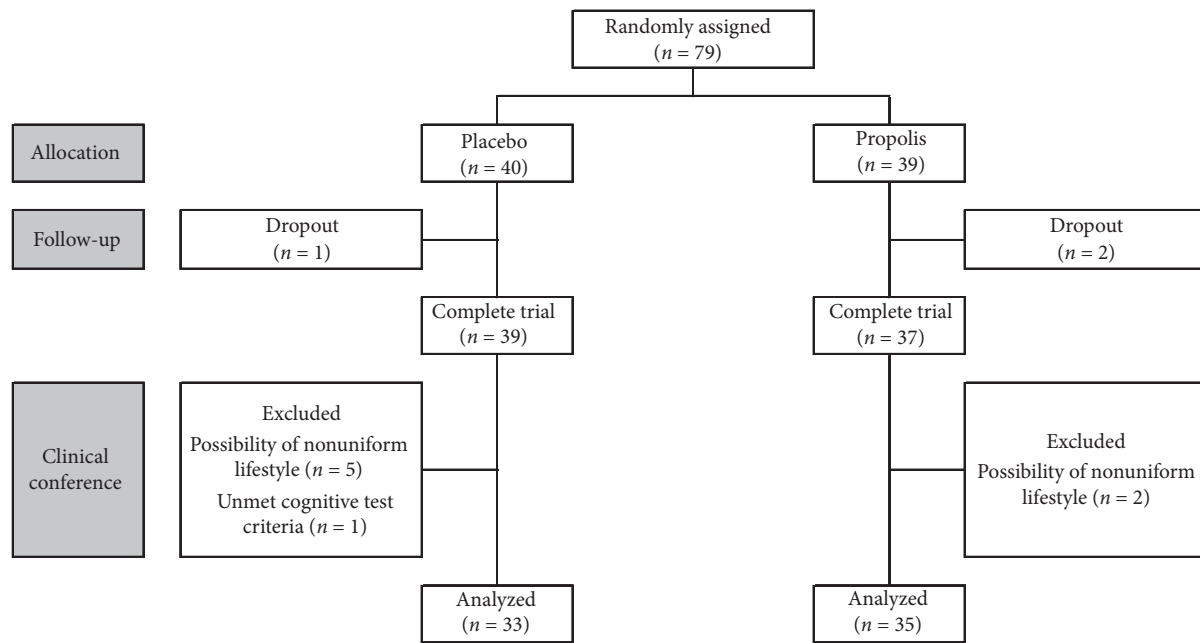 Randomly assigned
(n = 79)
Allocation
Placebo
(n = 40)
Propolis
(n = 39)
Follow-up
Dropout
(n = 1)
Dropout
(n = 2)
Complete trial
(n = 39)
Complete trial
(n = 37)
Clinical
conference
Excluded
Possibility of nonuniform
lifestyle (n = 5)
Unmet cognitive test
criteria (n = 1)
Excluded
Possibility of nonuniform
lifestyle (n = 2)
Analyzed
(n = 33)
Analyzed
(n = 35)